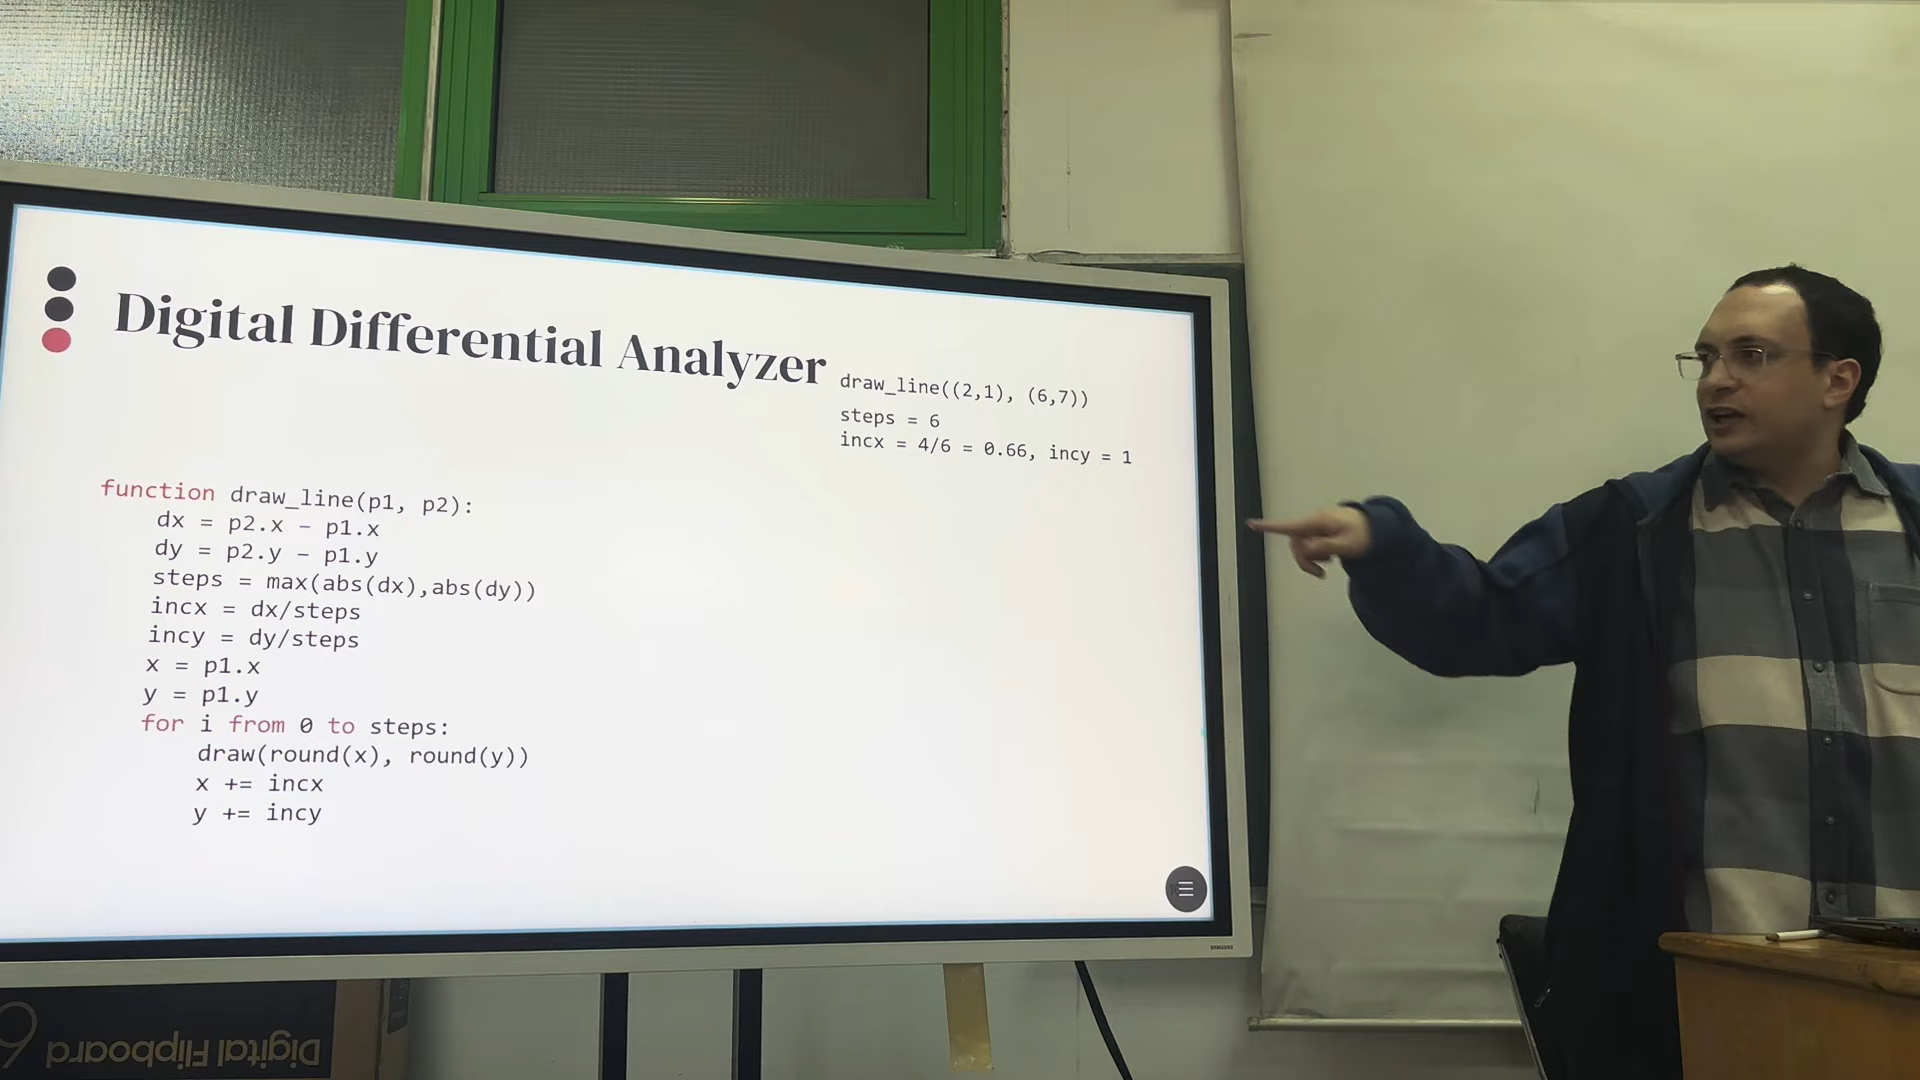 Digital Differential Analyzer
draw_line((2,1), (6,7))
steps = 6
incx = 4/6 = 0.66, incy = 1
function draw_line(p1, p2):
dx = p2.x - p1.x
dy = p2.y - p1.y
steps = max(abs(dx),abs(dy))
incx = dx/steps
incy = dy/steps
x = p1.x
y = p1.y
for i from 0 to steps:
draw(round(x), round(y))
x += incx
y += incy
SAMSUNG
Digital Flipboard